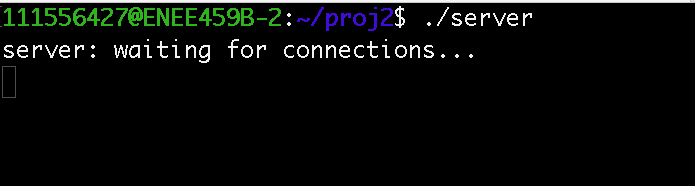 111556427@ENEE459B-2:~/proj2$ ./server
server: waiting for connections...